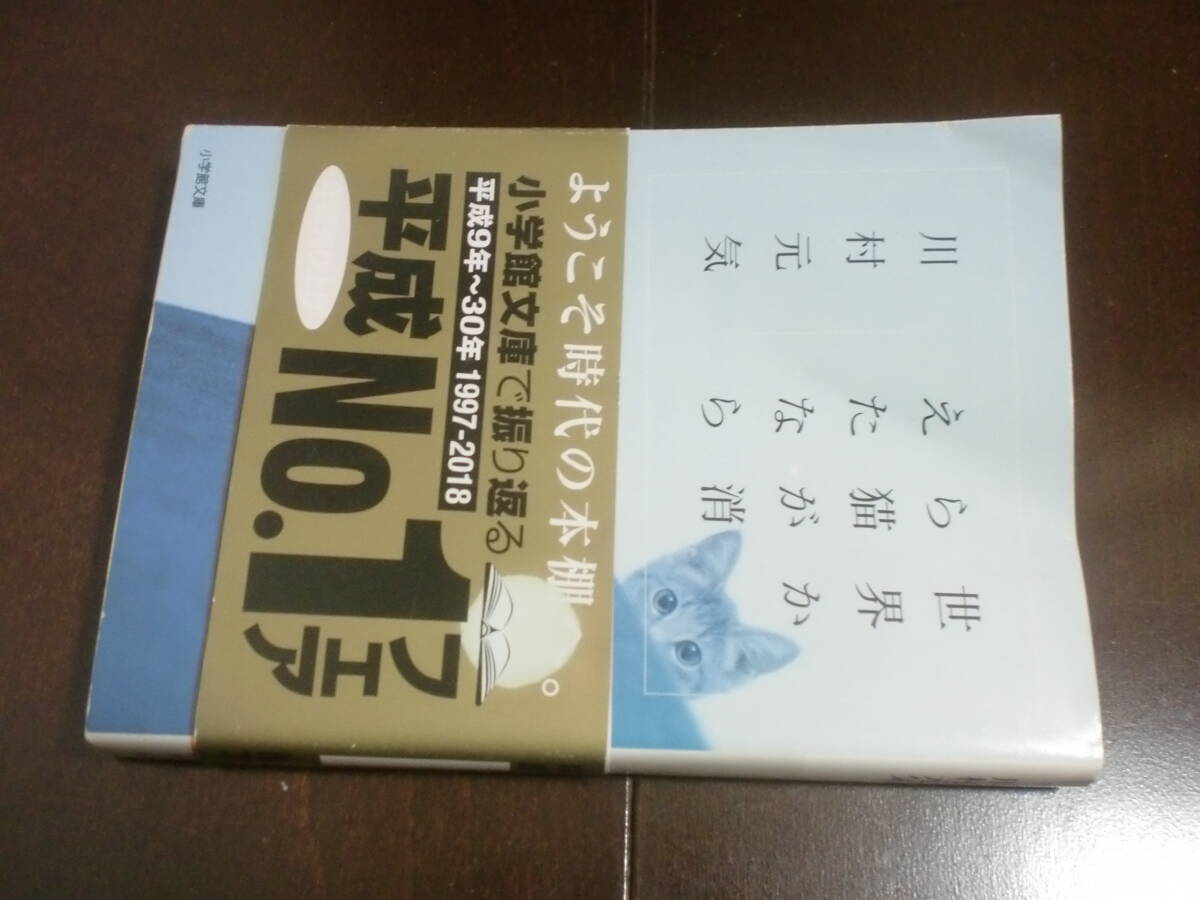 世界か
ら猫が消
えたなら
川村元気
ようこそ時代の本棚。
小学館文庫で振り返る
平成9年～30年 1997-2018
平成No.1フェア
小学館文庫